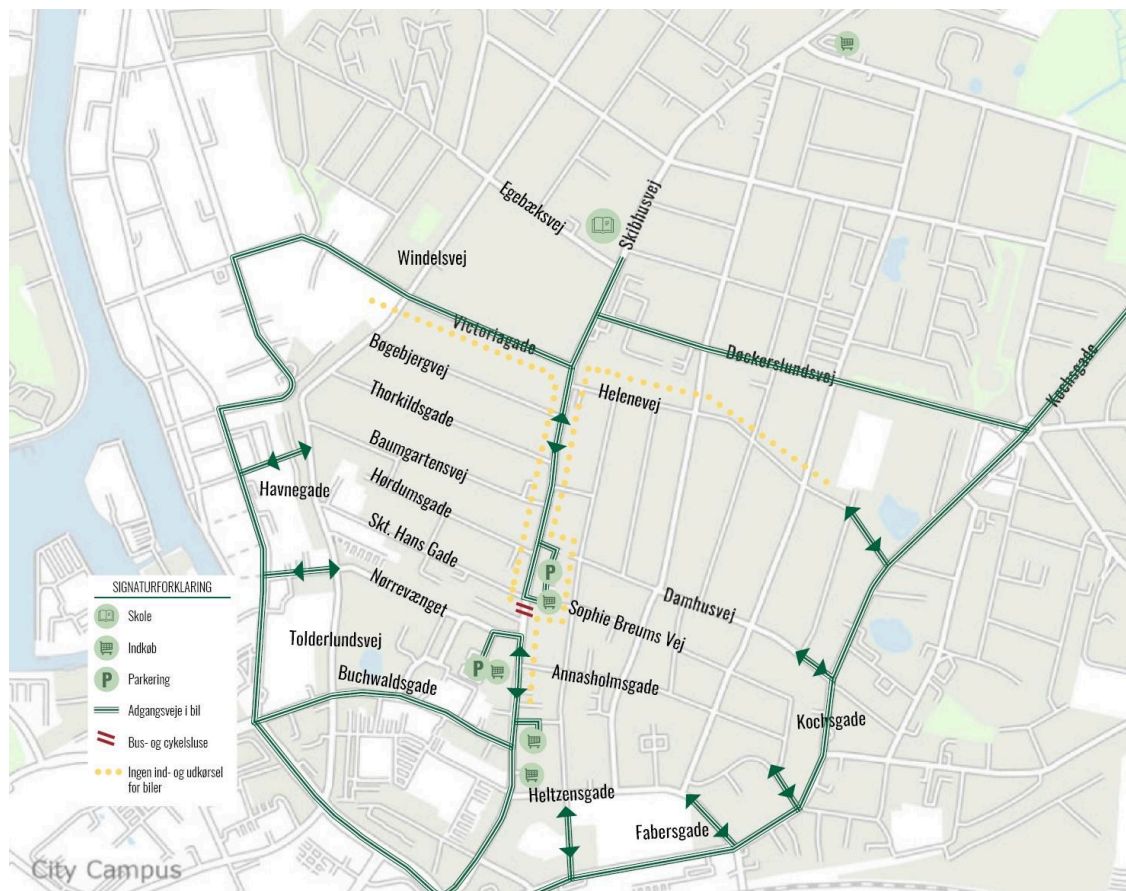 Egebæksvej
Skibhusvej
Windelsvej
Victoriagade
Bøgebjergvej
Thorkildsgade
Baumgartensvej
Hørdumsgade
Skt. Hans Gade
Nørrevænget
Helenevej
Døckerslundsvej
Kochsgade
Havnegade
Tolderlundsvej
Buchwaldsgade
P
P
Sophie Breums Vej
Damhusvej
Annasholmsgade
Kochsgade
Heltzensgade
Fabersgade
SIGNATURFORKLARING
Skole
Indkøb
P Parkering
Adgangsveje i bil
Bus- og cykelsluse
Ingen ind- og udkørsel
for biler
City Campus